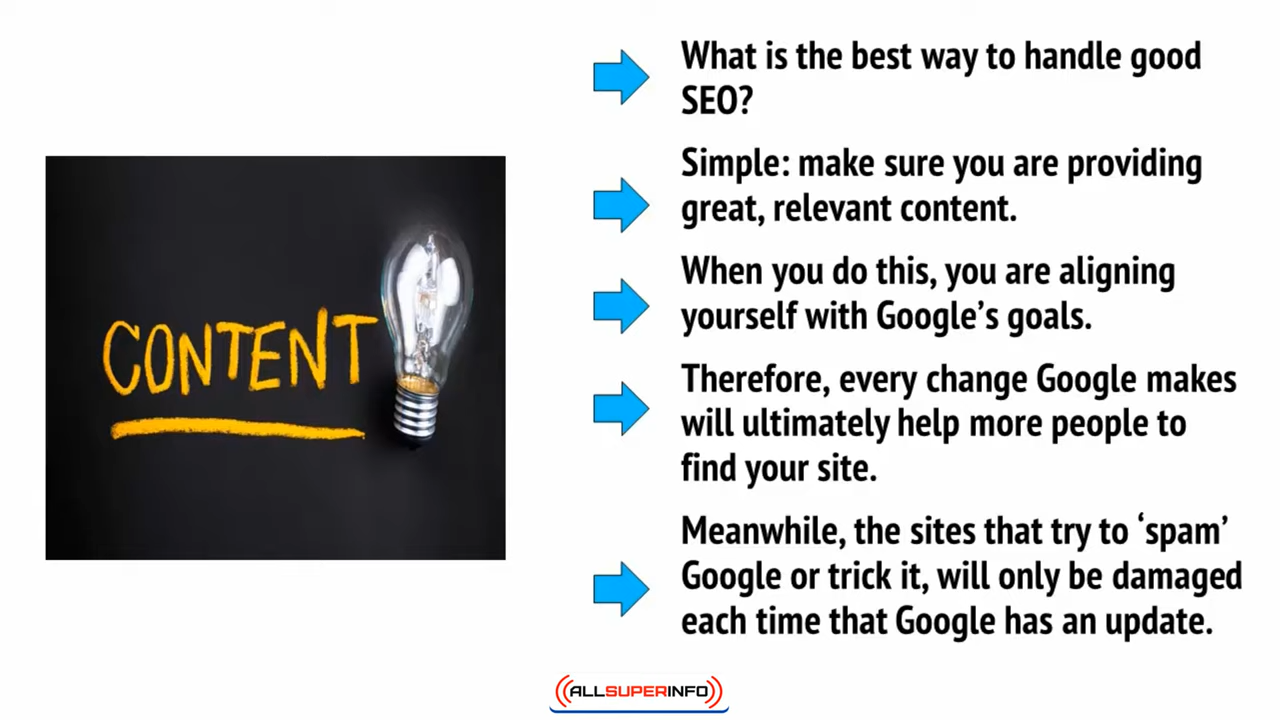 CONTENT
What is the best way to handle good
SEO?
Simple: make sure you are providing
great, relevant content.
When you do this, you are aligning
yourself with Google’s goals.
Therefore, every change Google makes
will ultimately help more people to
find your site.
Meanwhile, the sites that try to ‘spam’
Google or trick it, will only be damaged
each time that Google has an update.
ALLSUPERINFO